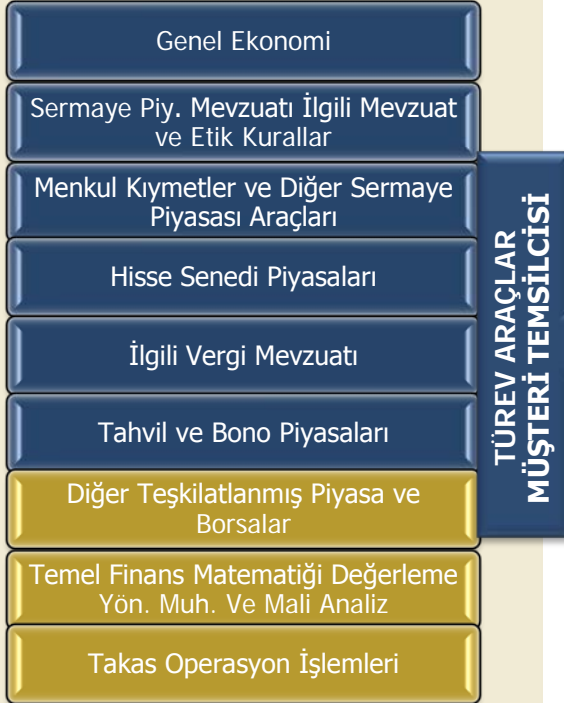 Genel Ekonomi
Sermaye Piy. Mevzuatı İlgili Mevzuat
ve Etik Kurallar
Menkul Kıymetler ve Diğer Sermaye
Piyasası Araçları
Hisse Senedi Piyasaları
İlgili Vergi Mevzuatı
Tahvil ve Bono Piyasaları
Diğer Teşkilatlanmış Piyasa ve
Borsalar
Temel Finans Matematiği Değerleme
Yön. Muh. Ve Mali Analiz
Takas Operasyon İşlemleri
TÜREV ARAÇLAR
MÜŞTERİ TEMSİLCİSİ